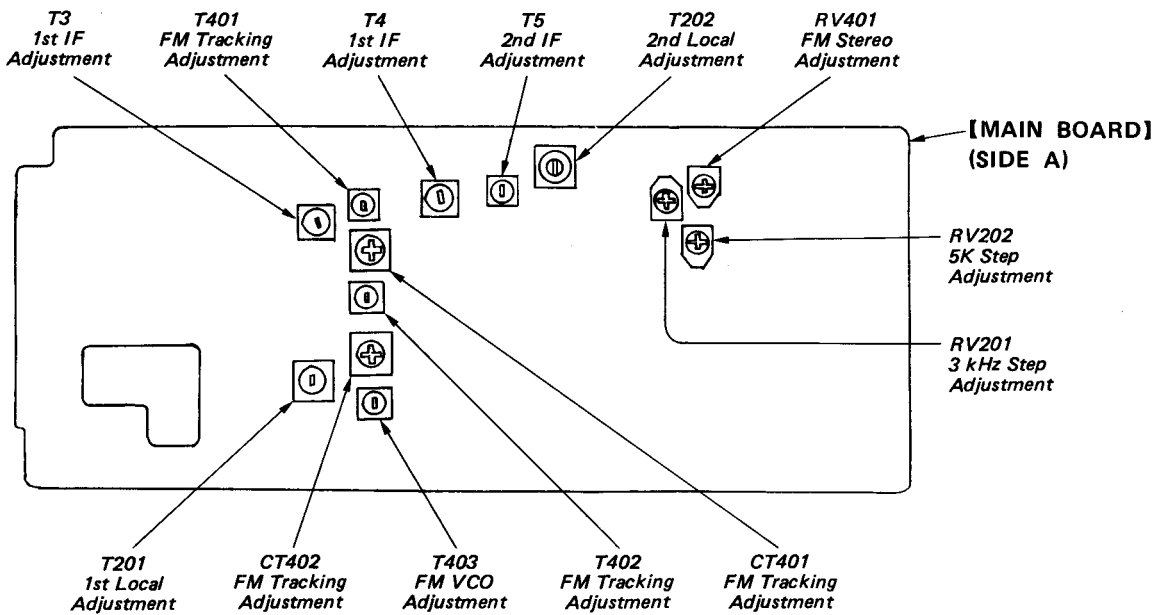 T3
1st IF
Adjustment
T401
FM Tracking
Adjustment
T4
1st IF
Adjustment
T5
2nd IF
Adjustment
T202
2nd Local
Adjustment
RV401
FM Stereo
Adjustment
【MAIN BOARD】
(SIDE A)
RV202
5K Step
Adjustment
RV201
3 kHz Step
Adjustment
T201
1st Local
Adjustment
CT402
FM Tracking
Adjustment
T403
FM VCO
Adjustment
T402
FM Tracking
Adjustment
CT401
FM Tracking
Adjustment